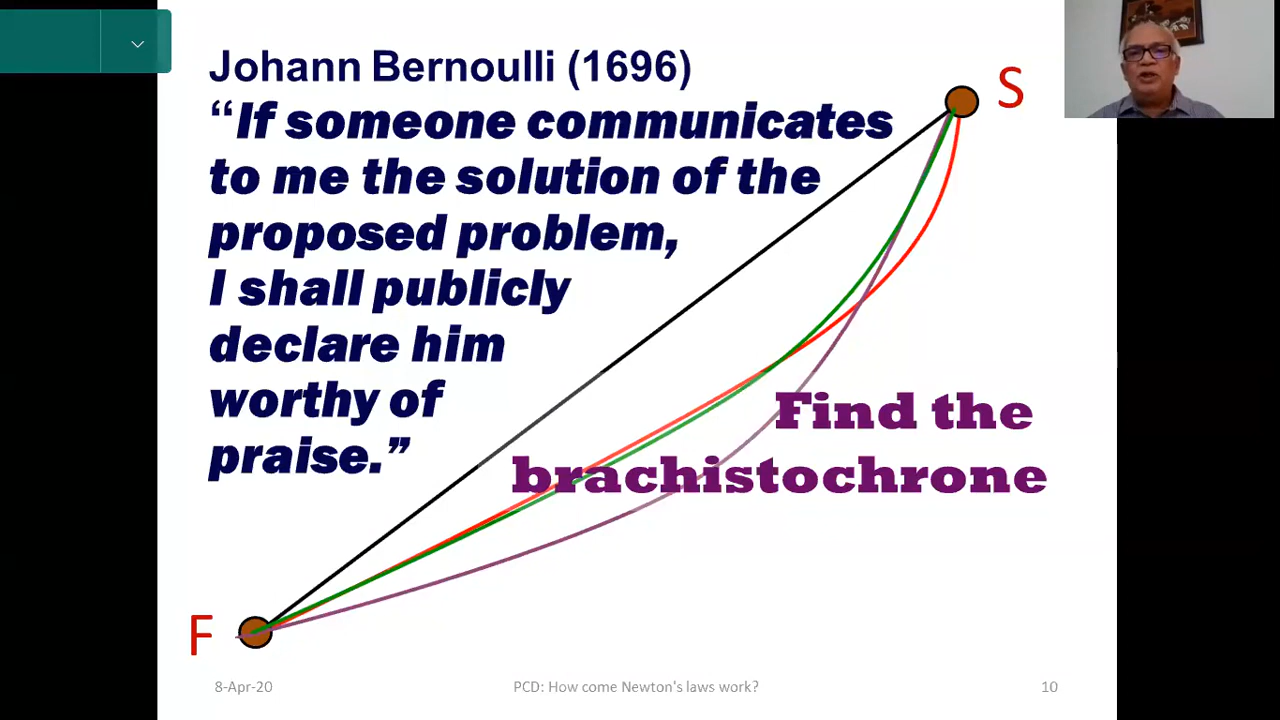 Johann Bernoulli (1696)
“If someone communicates
to me the solution of the
proposed problem,
I shall publicly
declare him
worthy of
praise.”
S
Find the
brachistochrone
F
8-Apr-20
PCD: How come Newton's laws work?
10